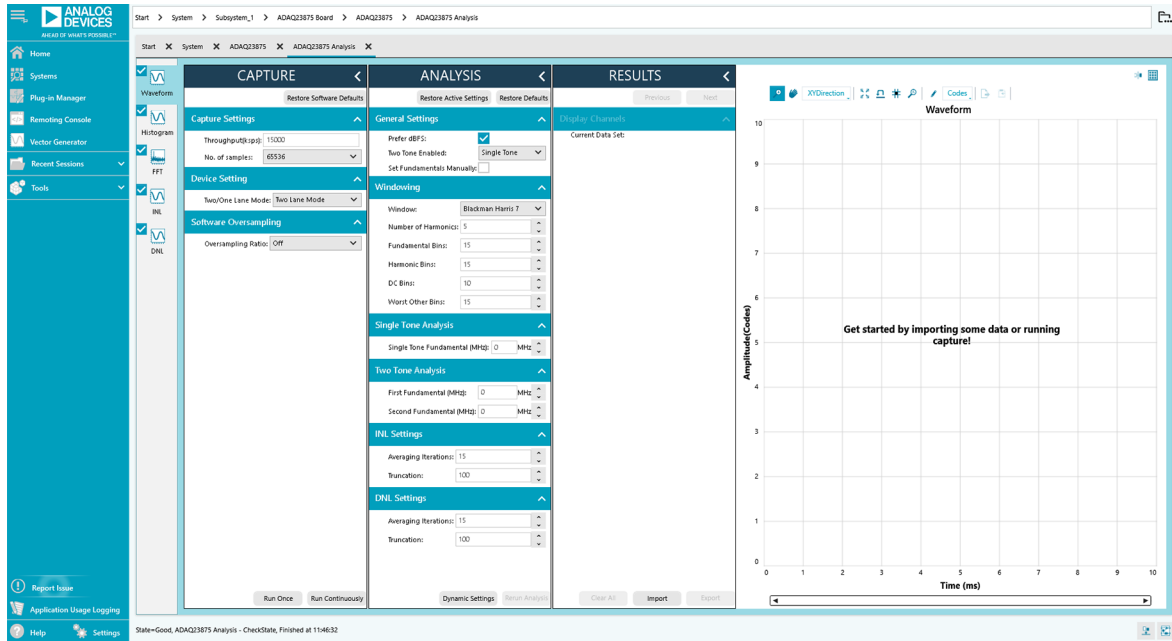 ANALOG
DEVICES
AHEAD OF WHAT'S POSSIBLE™
Start > System > Subsystem_1 > ADAQ23875 Board > ADAQ23875 > ADAQ23875 Analysis
Start X System X ADAQ23875 X ADAQ23875 Analysis X
Home
Systems
Plug-in Manager
Remoting Console
Vector Generator
Recent Sessions
Tools
Report Issue
Application Usage Logging
Help Settings
Waveform
Histogram
FFT
INL
DNL
CAPTURE
Restore Software Defaults
Capture Settings
Throughput(ksps): 15000
No. of samples: 65536
Device Setting
Two/One Lane Mode: Two Lane Mode
Software Oversampling
Oversampling Ratio: Off
Run Once Run Continuously
ANALYSIS
Restore Active Settings Restore Defaults
General Settings
Prefer dBFS:
Two Tone Enabled: Single Tone
Set Fundamentals Manually:
Windowing
Window: Blackman Harris 7
Number of Harmonics: 5
Fundamental Bins: 15
Harmonic Bins: 15
DC Bins: 10
Worst Other Bins: 15
Single Tone Analysis
Single Tone Fundamental (MHz): 0 MHz
Two Tone Analysis
First Fundamental (MHz): 0 MHz
Second Fundamental (MHz): 0 MHz
INL Settings
Averaging Iterations: 15
Truncation: 100
DNL Settings
Averaging Iterations: 15
Truncation: 100
Dynamic Settings Rerun Analysis
RESULTS
Previous Next
Display Channels
Current Data Set:
Clear All Import Export
XYDirection Codes
Waveform
Amplitude(Codes)
10
9
8
7
6
5
4
3
2
1
0
Get started by importing some data or running
capture!
0 1 2 3 4 5 6 7 8 9 10
Time (ms)
State=Good, ADAQ23875 Analysis - CheckState, Finished at 11:46:32